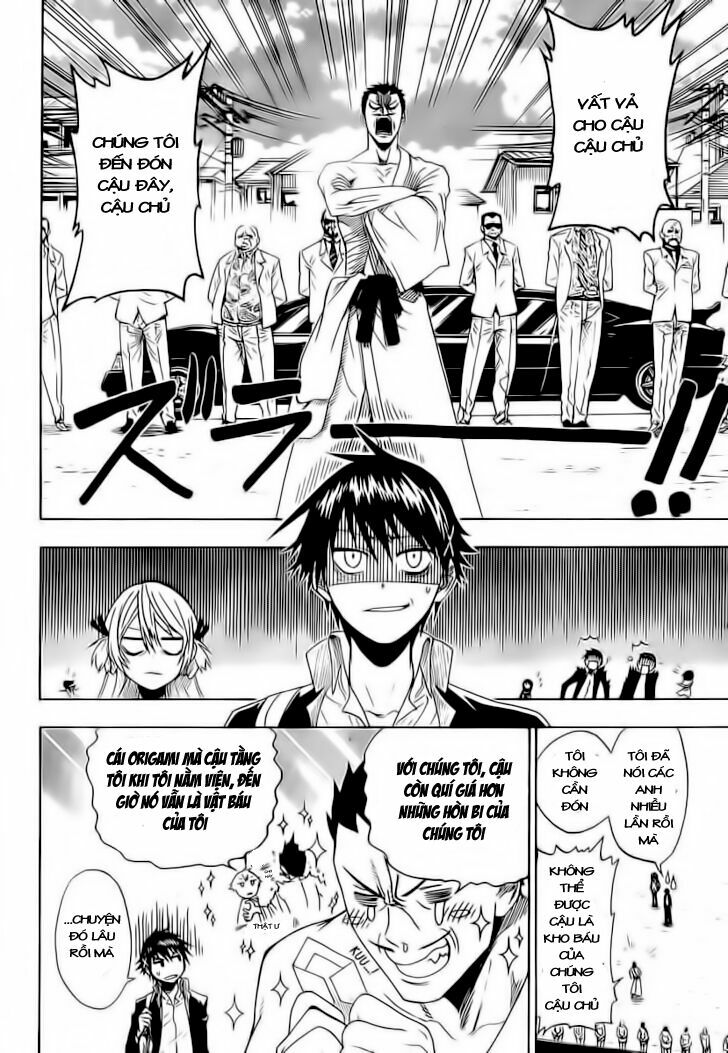 VẤT VẢ
CHO CẬU
CẬU CHỦ
CHÚNG TÔI
ĐẾN ĐÓN
CẬU ĐÂY,
CẬU CHỦ
ズラーー!!
TÔI ĐÃ
NÓI CÁC
ANH
NHIỀU
LẦN RỒI
MÀ
TÔI
KHÔNG
CẦN
ĐÓN
KHÔNG
THỂ
ĐƯỢC
CẬU LÀ
KHO BÁU
CỦA
CHÚNG
TÔI
CẬU CHỦ
VỚI CHÚNG TÔI, CẬU
CÒN QUÍ GIÁ HƠN
NHỮNG HÒN BI CỦA
CHÚNG TÔI
CÁI ORIGAMI MÀ CẬU TẶNG
TÔI KHI TÔI NẰM VIỆN, ĐẾN
GIỜ NÓ VẪN LÀ VẬT BÁU
CỦA TÔI
THẬT Ư
KUU...!
...CHUYỆN
ĐÓ LÂU
RỒI MÀ